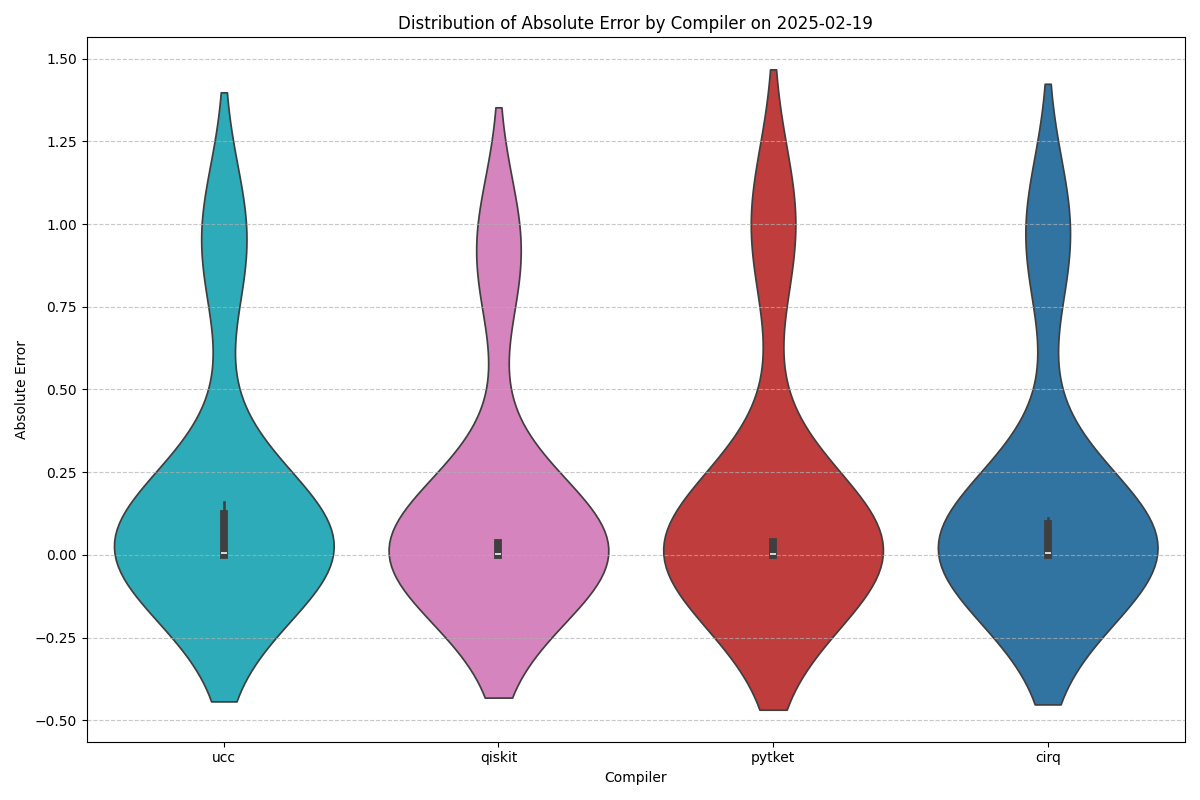 Distribution of Absolute Error by Compiler on 2025-02-19
1.50
1.25
1.00
0.75
0.50
0.25
0.00
−0.25
−0.50
Absolute Error
ucc
qiskit
pytket
cirq
Compiler